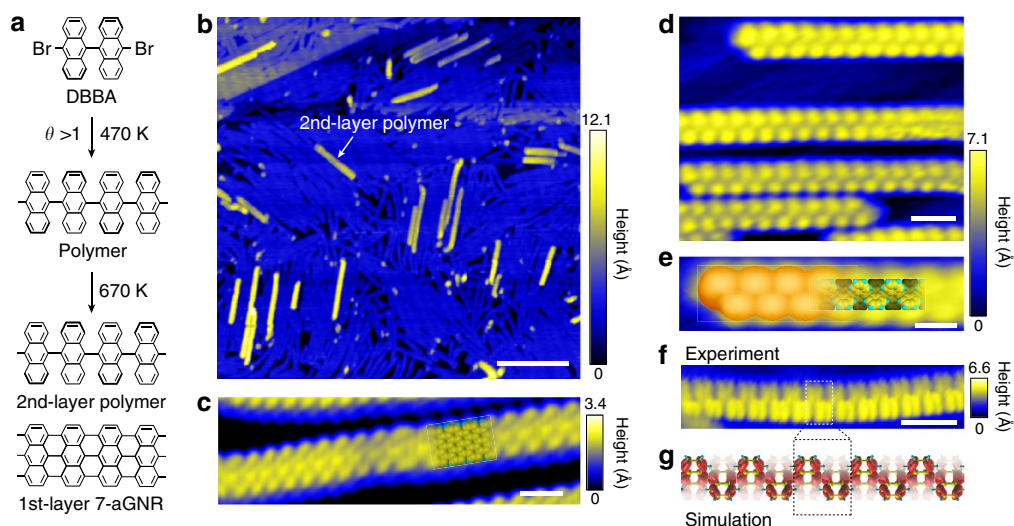 a
Br
Br
DBBA
θ >1
470 K
Polymer
670 K
2nd-layer polymer
1st-layer 7-aGNR
b
2nd-layer polymer
12.1
Height (Å)
0
c
3.4
Height (Å)
0
d
7.1
Height (Å)
0
e
f
Experiment
6.6
Height (Å)
0
g
Simulation